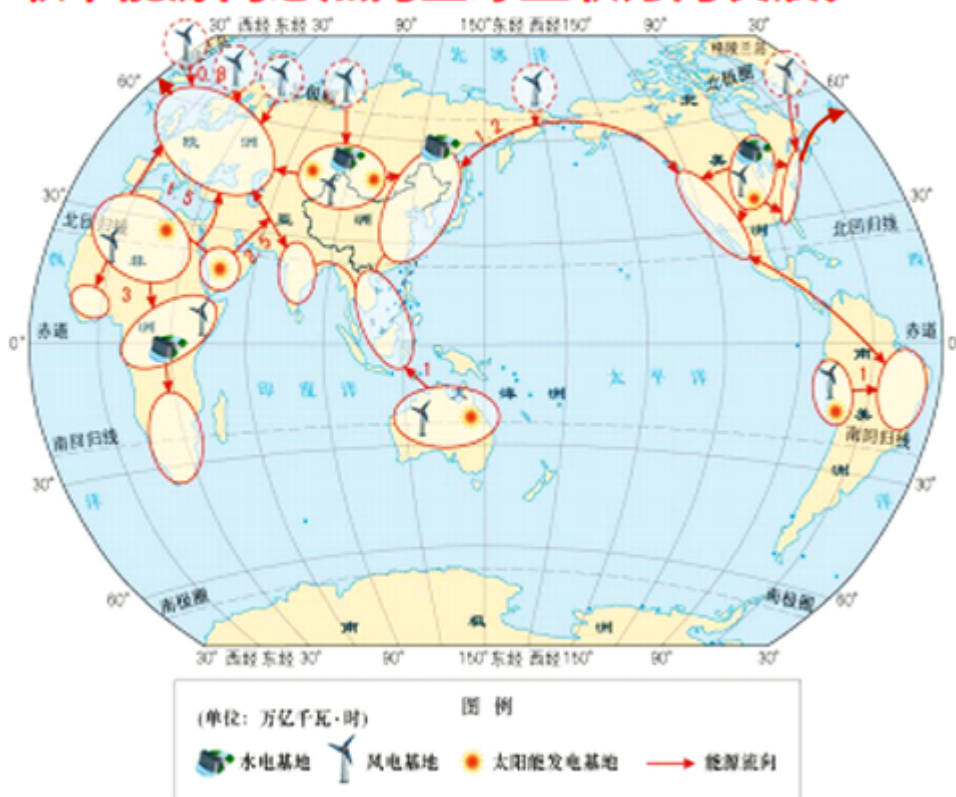 30° 西经 东经 30° 90° 150°东经 西经150° 90° 30°
格陵兰岛
北冰洋
60° 北极圈 60°
0.8
1
北
1.2
欧洲
美
30° 1.5 30°
北回归线 亚 洲 洲 北回归线
非
2.5
3
洲
0° 赤道 赤道 0°
南
1
1
印度洋 大洋洲 太平洋
美
南回归线 南回归线
洲
30° 洋 洋 30°
60° 南极圈 南极圈 60°
南极洲
30° 西经 东经 30° 90° 150°东经 西经150° 90° 30°
图 例
(单位：万亿千瓦·时)
水电基地 风电基地 太阳能发电基地 能源流向